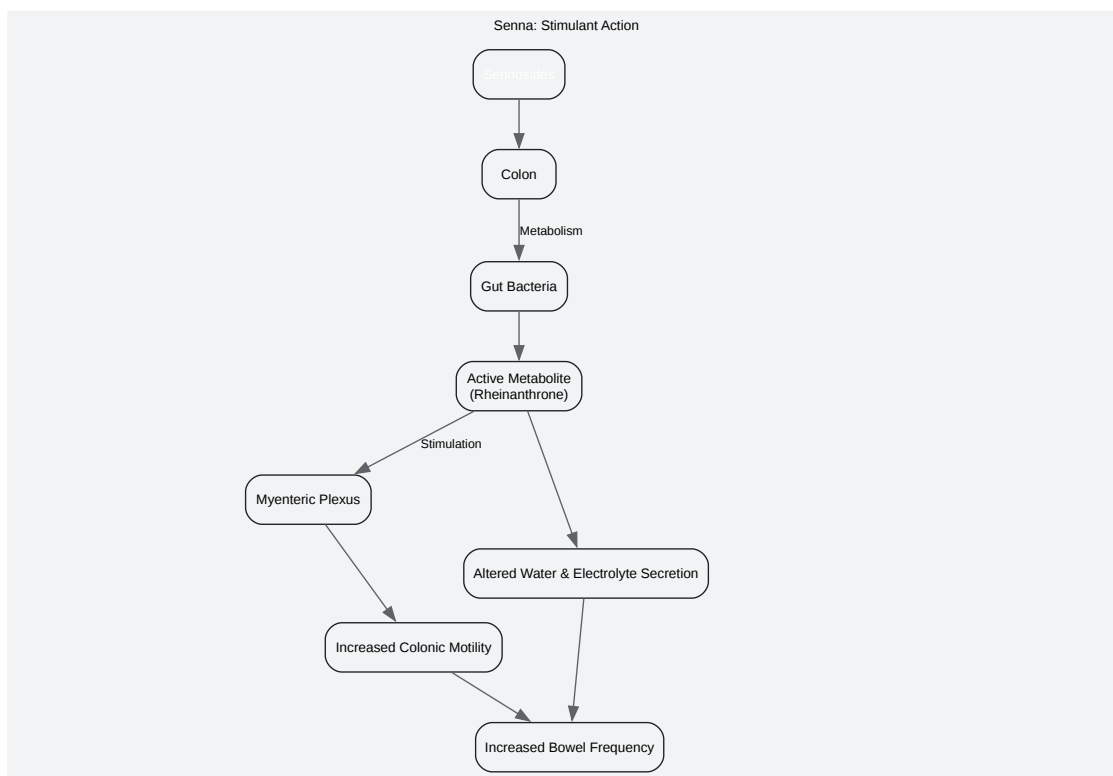 Senna: Stimulant Action
Sennosides
Colon
Metabolism
Gut Bacteria
Active Metabolite
(Rheinanthrone)
Stimulation
Myenteric Plexus
Altered Water & Electrolyte Secretion
Increased Colonic Motility
Increased Bowel Frequency